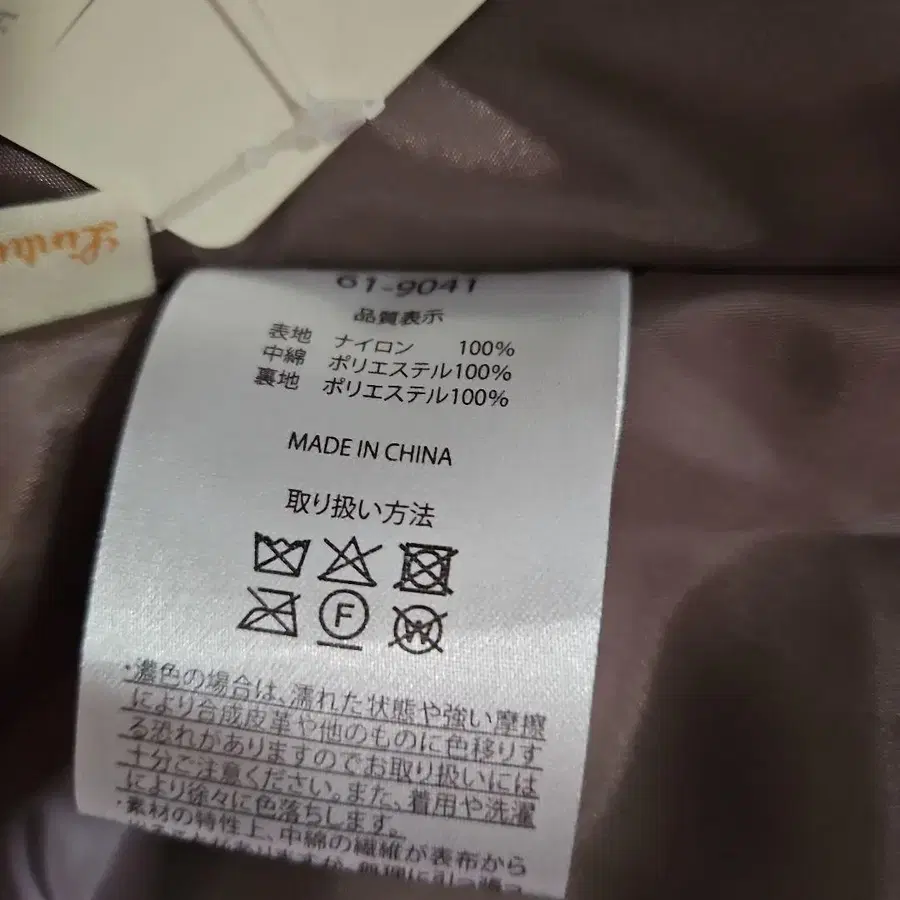 61-9041
品質表示
表地 ナイロン 100%
中綿 ポリエステル100%
裏地 ポリエステル100%
MADE IN CHINA
取り扱い方法
F
W
・濃色の場合は、濡れた状態や強い摩擦
により合成皮革や他のものに色移りす
る恐れがありますのでお取り扱いには
十分ご注意ください。また、着用や洗濯
により徐々に色落ちします。
・素材の特性上、中綿の繊維が表布から